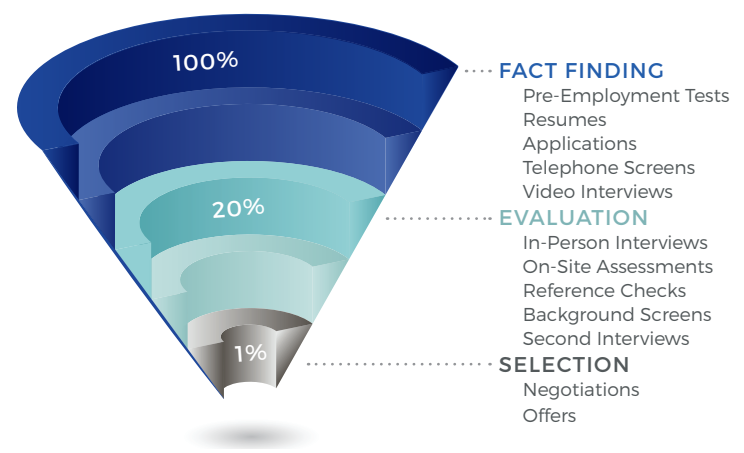 100%
FACT FINDING
Pre-Employment Tests
Resumes
Applications
Telephone Screens
Video Interviews
20%
EVALUATION
In-Person Interviews
On-Site Assessments
Reference Checks
Background Screens
Second Interviews
1%
SELECTION
Negotiations
Offers